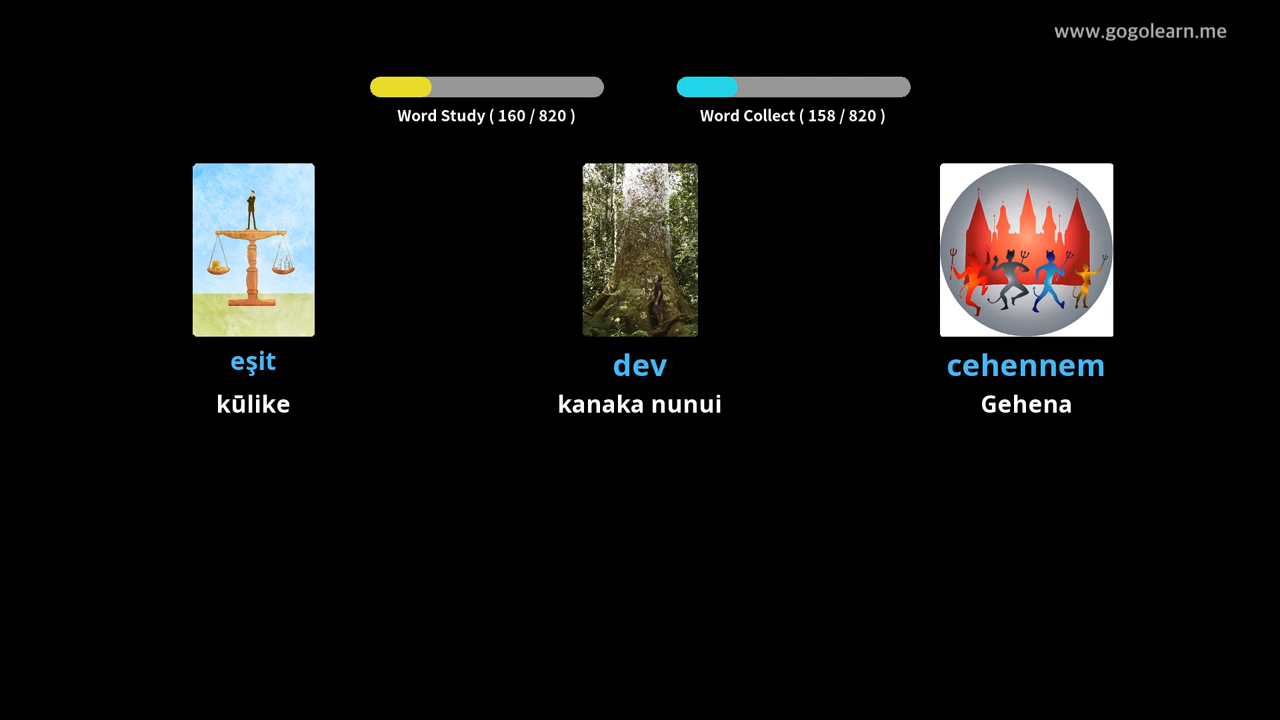 www.gogolearn.me
Word Study ( 160 / 820 )
Word Collect ( 158 / 820 )
eşit
kūlike
dev
kanaka nunui
cehennem
Gehena